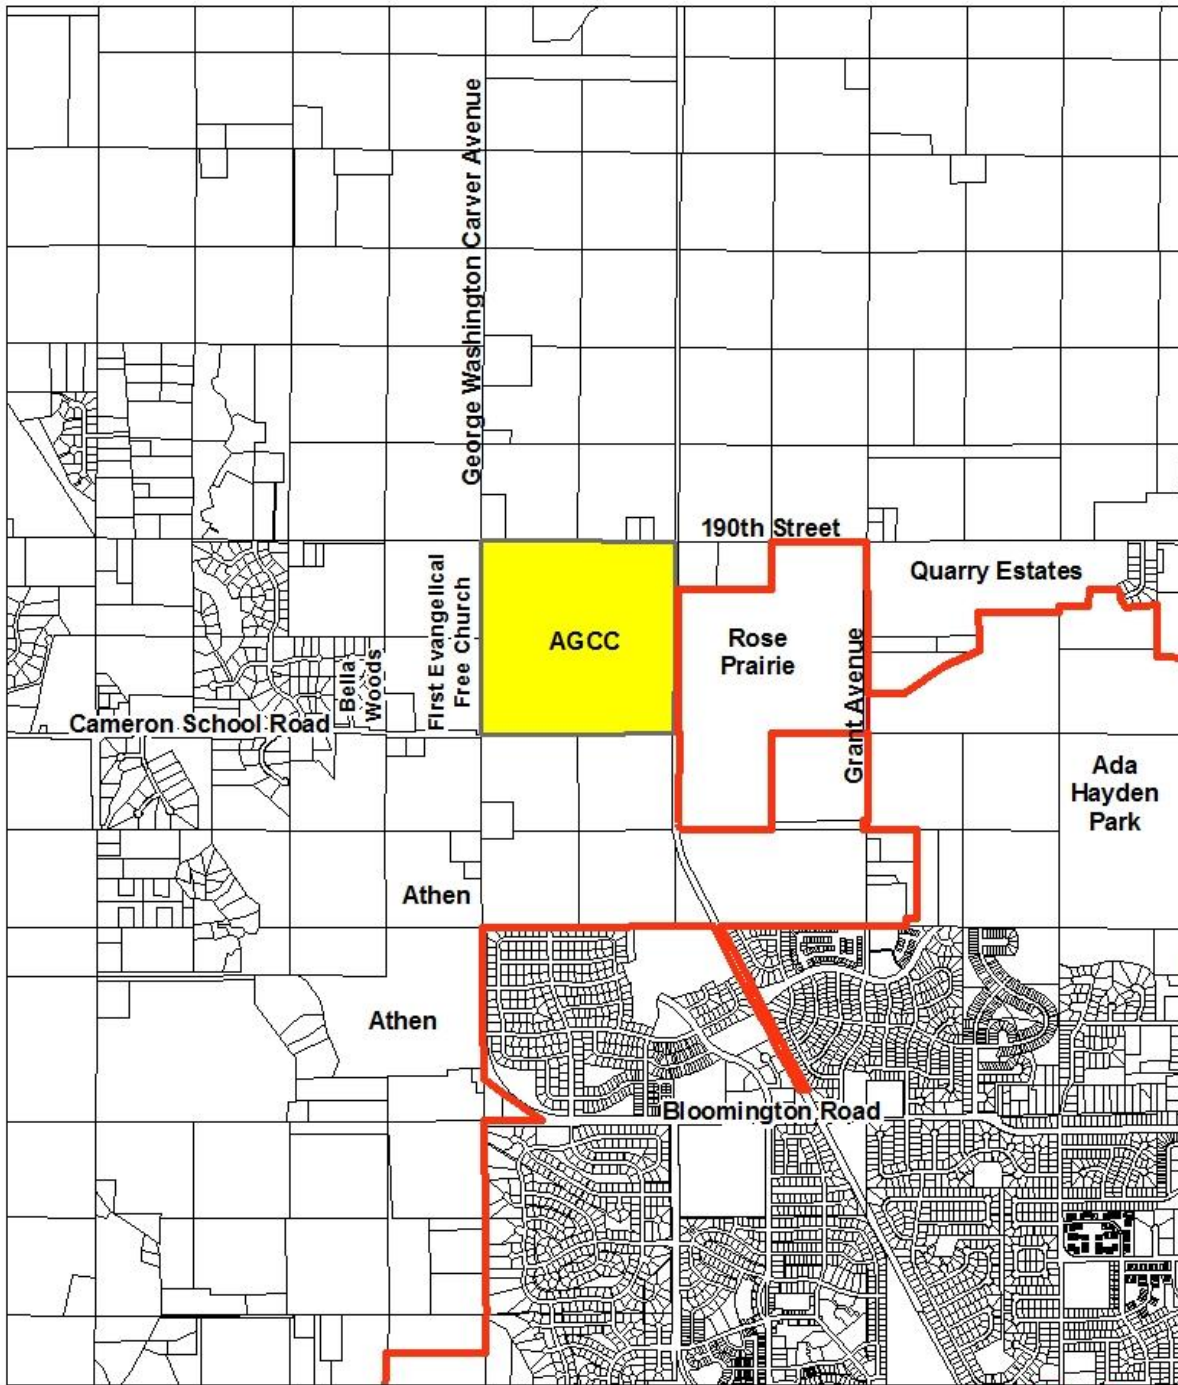 George Washington Carver Avenue
190th Street
Quarry Estates
First Evangelical
Free Church
AGCC
Rose
Prairie
Grant Avenue
Bella
Woods
Cameron School Road
Ada
Hayden
Park
Athen
Athen
Bloomington Road